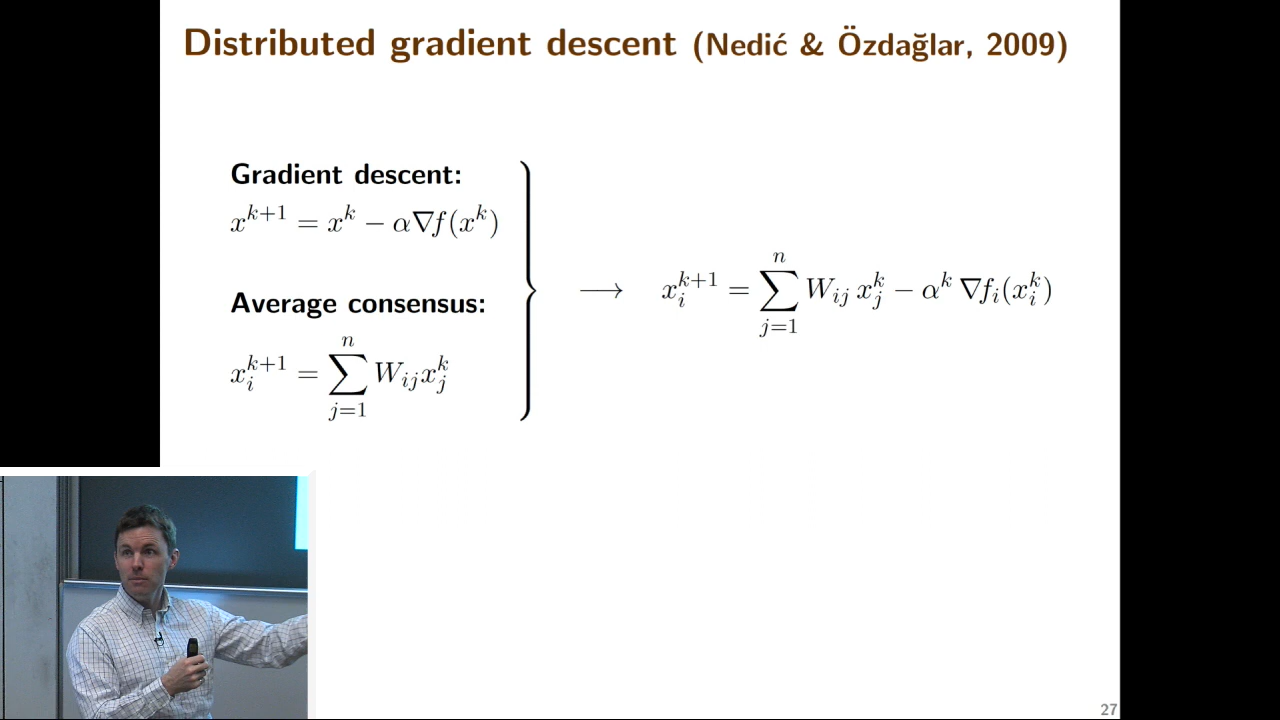 Distributed gradient descent (Nedić & Özdağlar, 2009)
Gradient descent:
x^{k+1} = x^k − α∇f(x^k)
Average consensus:
x_i^{k+1} = ∑_{j=1}^{n} W_{ij} x_j^k
⟶ x_i^{k+1} = ∑_{j=1}^{n} W_{ij} x_j^k − α^k ∇f_i(x_i^k)
27